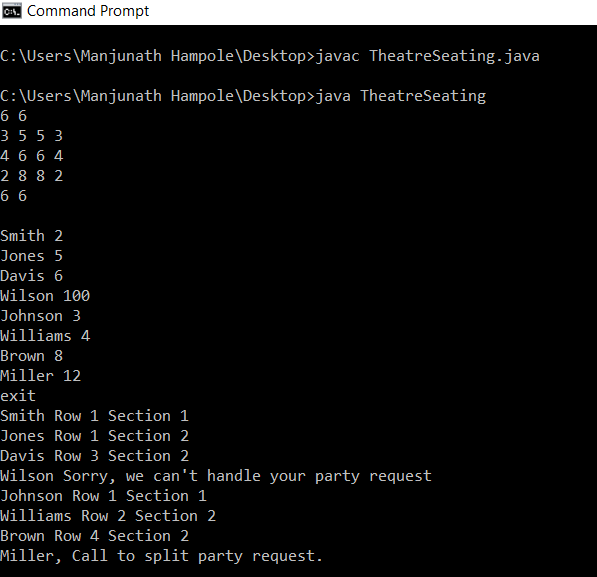 Command Prompt
C:\Users\Manjunath Hampole\Desktop>javac TheatreSeating.java
C:\Users\Manjunath Hampole\Desktop>java TheatreSeating
6 6
3 5 5 3
4 6 6 4
2 8 8 2
6 6
Smith 2
Jones 5
Davis 6
Wilson 100
Johnson 3
Williams 4
Brown 8
Miller 12
exit
Smith Row 1 Section 1
Jones Row 1 Section 2
Davis Row 3 Section 2
Wilson Sorry, we can't handle your party request
Johnson Row 1 Section 1
Williams Row 2 Section 2
Brown Row 4 Section 2
Miller, Call to split party request.